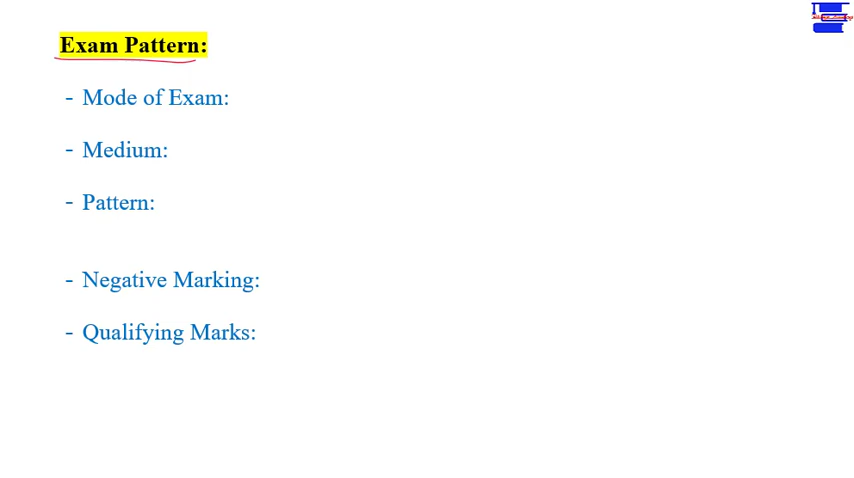 Exam Pattern:
- Mode of Exam:
- Medium:
- Pattern:
- Negative Marking:
- Qualifying Marks: